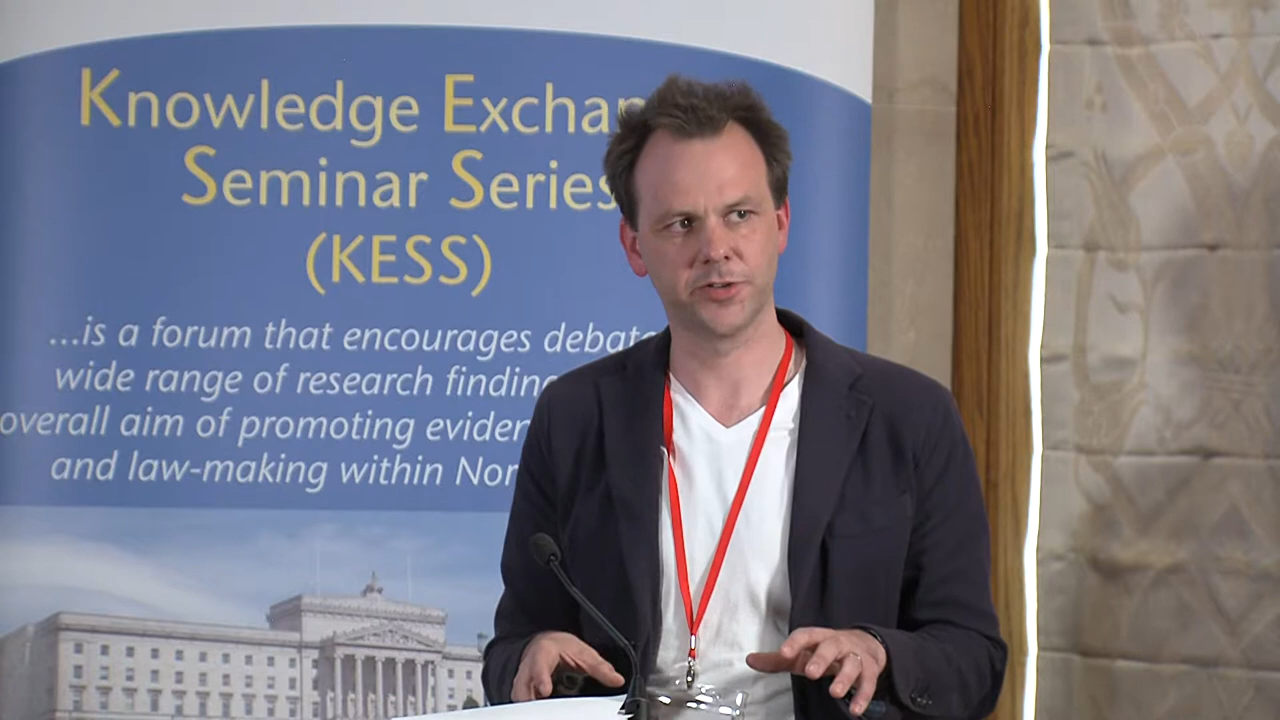 Knowledge Exchan
Seminar Series
(KESS)
...is a forum that encourages debate
wide range of research finding
overall aim of promoting eviden
and law-making within Nor